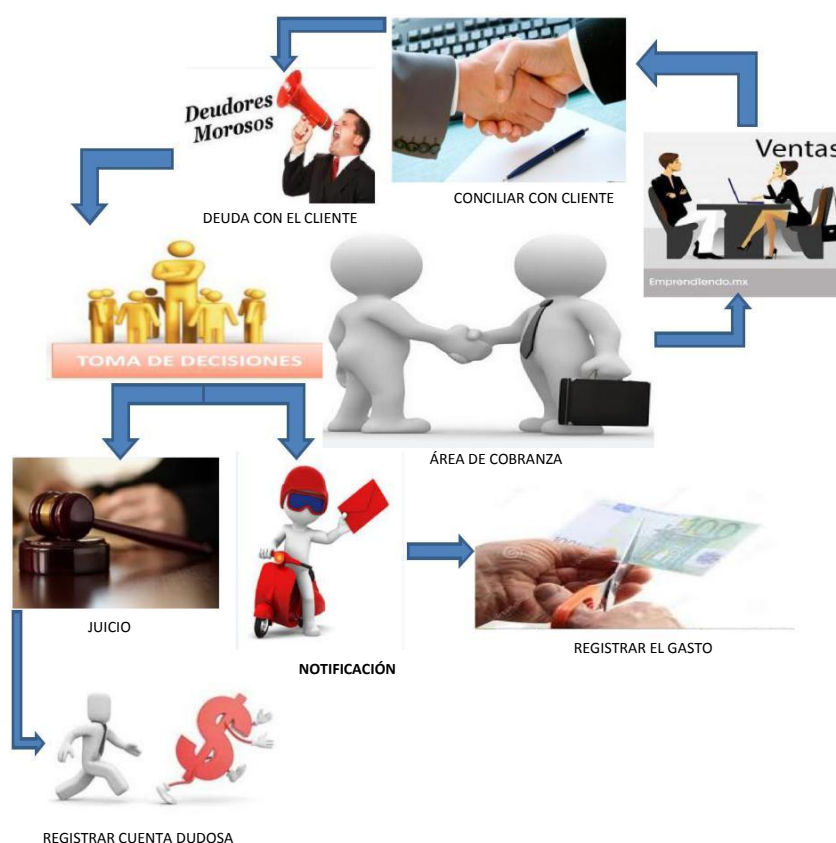 Deudores
Morosos
DEUDA CON EL CLIENTE
CONCILIAR CON CLIENTE
Ventas
Emprendiendo.mx
TOMA DE DECISIONES
ÁREA DE COBRANZA
JUICIO
NOTIFICACIÓN
100
REGISTRAR EL GASTO
REGISTRAR CUENTA DUDOSA